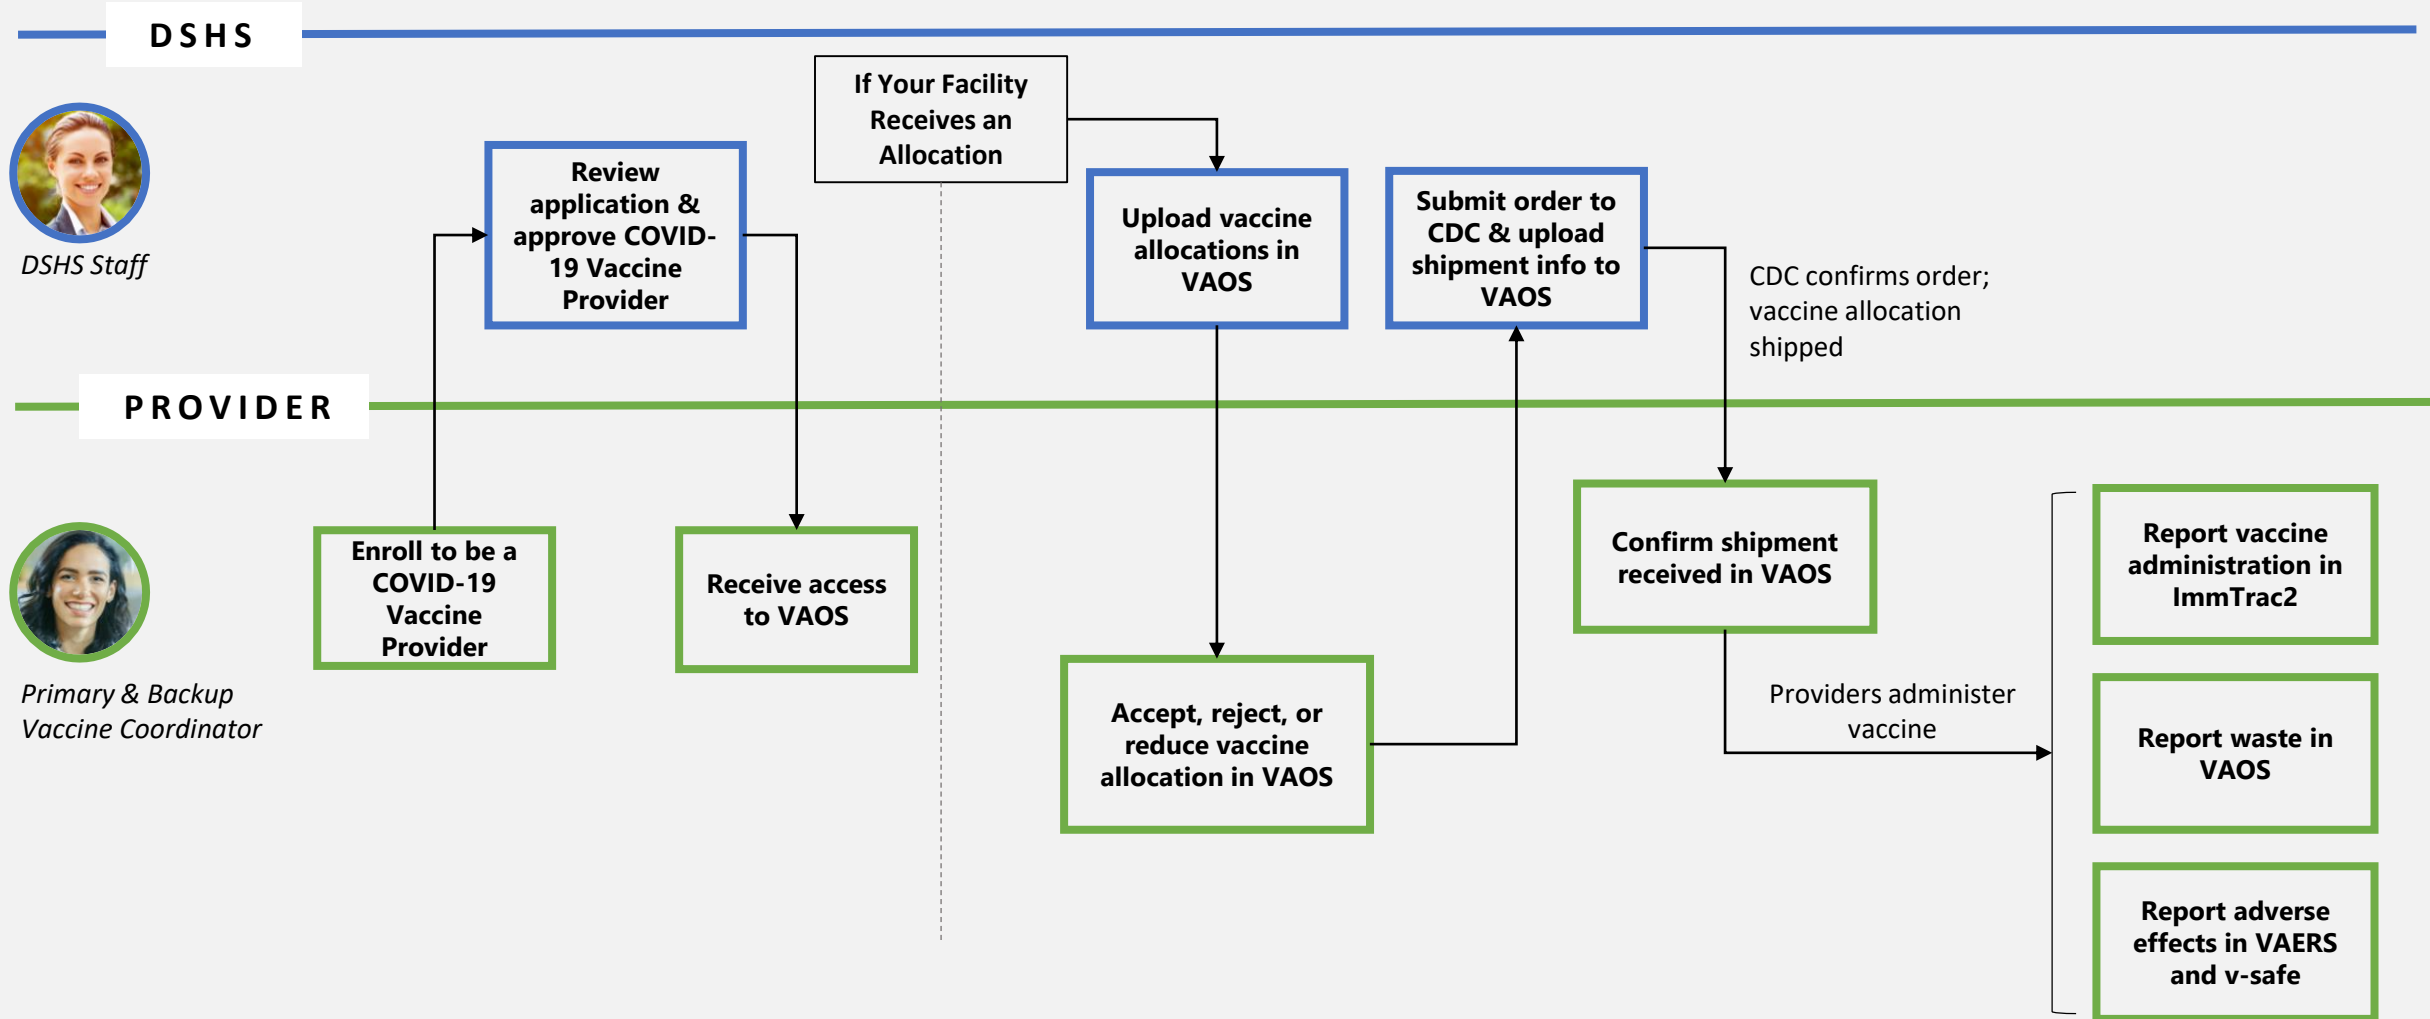 DSHS
If Your Facility
Receives an
Allocation
DSHS Staff
Review
application &
approve COVID-
19 Vaccine
Provider
Upload vaccine
allocations in
VAOS
Submit order to
CDC & upload
shipment info to
VAOS
CDC confirms order;
vaccine allocation
shipped
PROVIDER
Primary & Backup
Vaccine Coordinator
Enroll to be a
COVID-19
Vaccine
Provider
Receive access
to VAOS
Accept, reject, or
reduce vaccine
allocation in VAOS
Confirm shipment
received in VAOS
Providers administer
vaccine
Report vaccine
administration in
ImmTrac2
Report waste in
VAOS
Report adverse
effects in VAERS
and v-safe